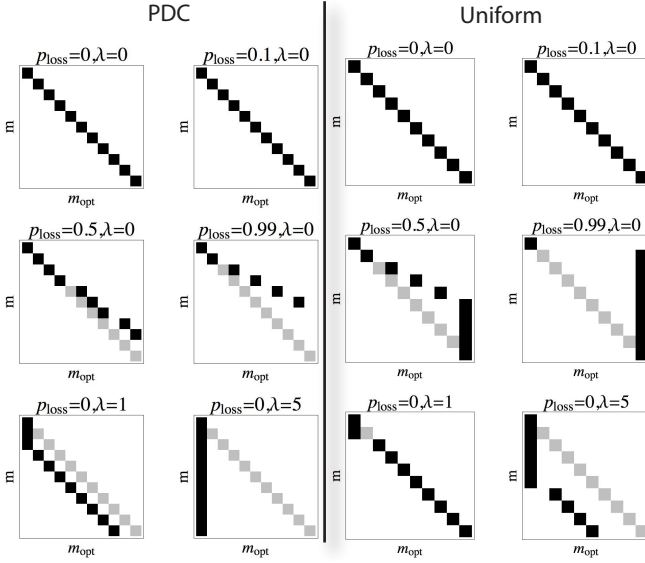 PDC
Uniform
p_loss=0,λ=0
p_loss=0.1,λ=0
p_loss=0,λ=0
p_loss=0.1,λ=0
m
m
m
m
m_opt
m_opt
m_opt
m_opt
p_loss=0.5,λ=0
p_loss=0.99,λ=0
p_loss=0.5,λ=0
p_loss=0.99,λ=0
m
m
m
m
m_opt
m_opt
m_opt
m_opt
p_loss=0,λ=1
p_loss=0,λ=5
p_loss=0,λ=1
p_loss=0,λ=5
m
m
m
m
m_opt
m_opt
m_opt
m_opt